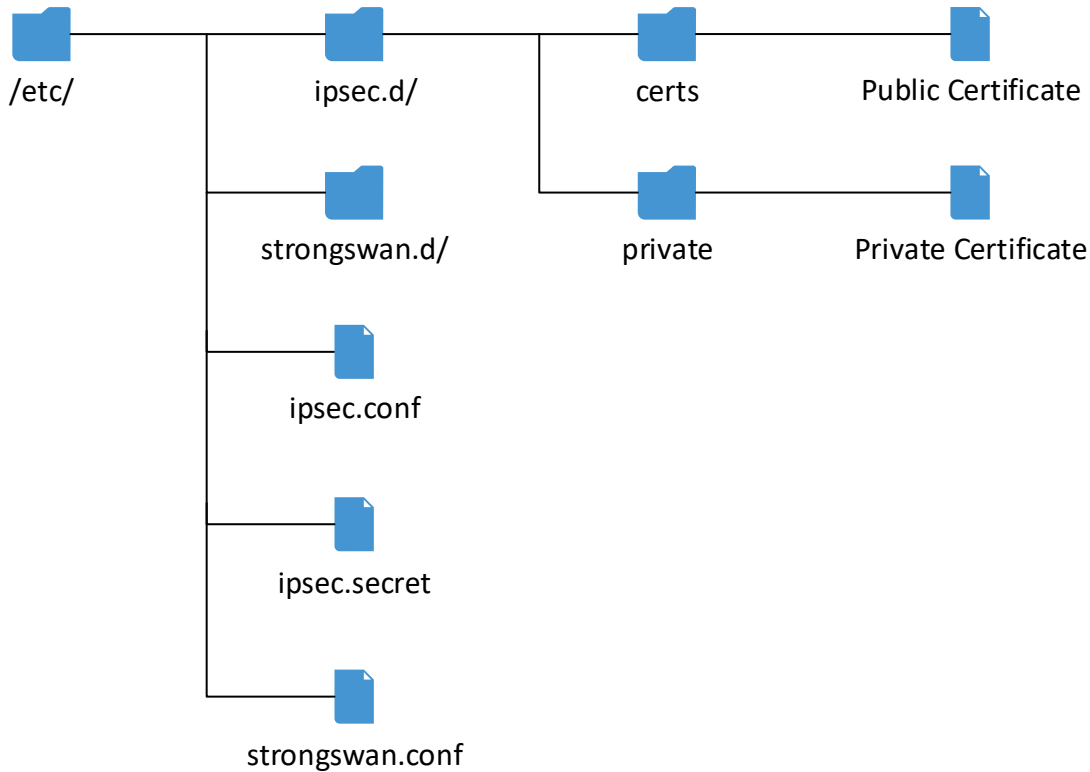 /etc/
ipsec.d/
certs
Public Certificate
strongswan.d/
private
Private Certificate
ipsec.conf
ipsec.secret
strongswan.conf